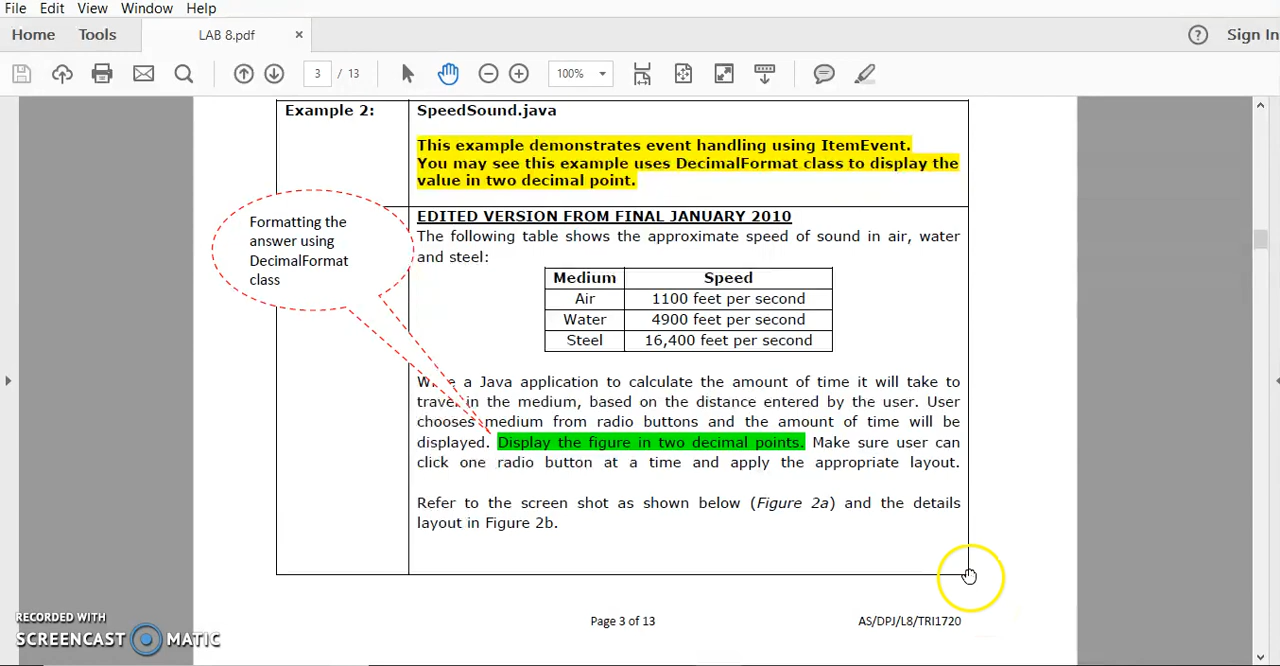 File Edit View Window Help
Home Tools LAB 8.pdf × ? Sign In
3 / 13 100%
Example 2: SpeedSound.java
This example demonstrates event handling using ItemEvent.
You may see this example uses DecimalFormat class to display the
value in two decimal point.
Formatting the
answer using
DecimalFormat
class
EDITED VERSION FROM FINAL JANUARY 2010
The following table shows the approximate speed of sound in air, water
and steel:
Medium Speed
Air 1100 feet per second
Water 4900 feet per second
Steel 16,400 feet per second
Write a Java application to calculate the amount of time it will take to
travel in the medium, based on the distance entered by the user. User
chooses medium from radio buttons and the amount of time will be
displayed. Display the figure in two decimal points. Make sure user can
click one radio button at a time and apply the appropriate layout.
Refer to the screen shot as shown below (Figure 2a) and the details
layout in Figure 2b.
Page 3 of 13 AS/DPJ/L8/TRI1720
RECORDED WITH
SCREENCAST MATIC